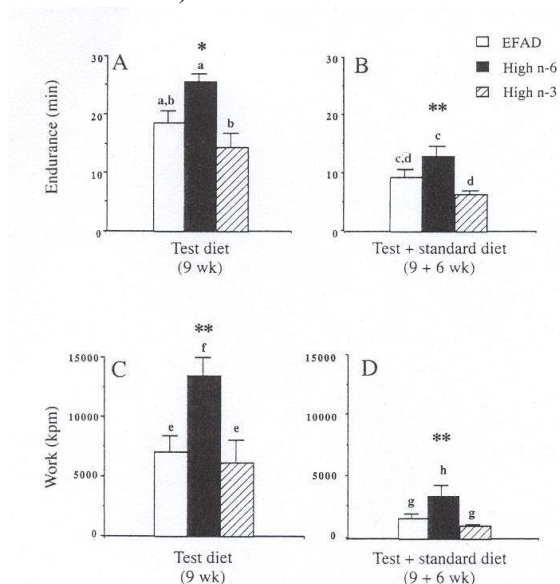 EFAD
High n-6
High n-3
A
B
*
a
a,b
b
**
c
c,d
d
Endurance (min)
30
20
10
0
30
20
10
0
Test diet
(9 wk)
Test + standard diet
(9 + 6 wk)
C
D
**
f
e
e
**
h
g
g
Work (kpm)
15000
10000
5000
0
15000
10000
5000
0
Test diet
(9 wk)
Test + standard diet
(9 + 6 wk)